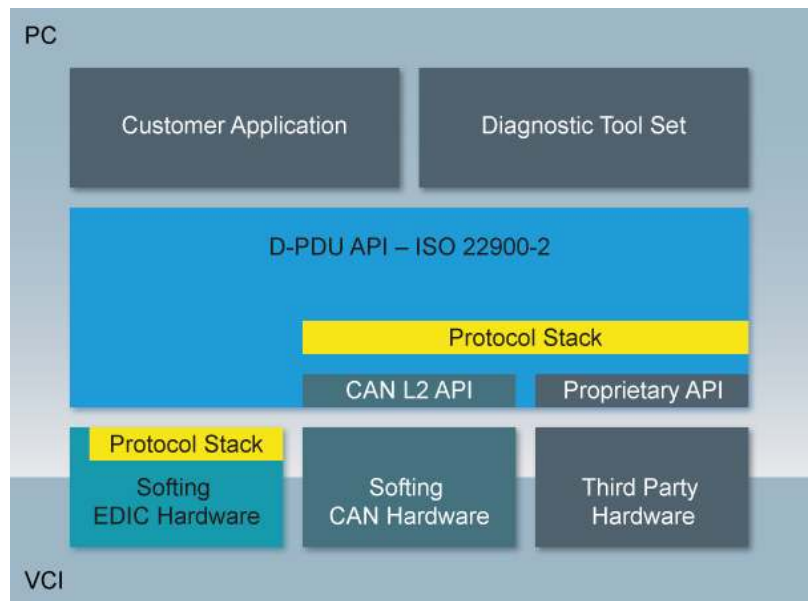 PC
Customer Application
Diagnostic Tool Set
D-PDU API – ISO 22900-2
Protocol Stack
CAN L2 API
Proprietary API
Protocol Stack
Softing
EDIC Hardware
Softing
CAN Hardware
Third Party
Hardware
VCI